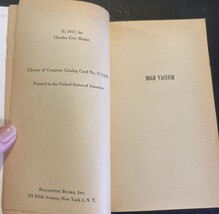 ©, 1957, by
Charles Eric Maine
Library of Congress Catalog Card No.
Printed in the United States of America
BALLANTINE BOOKS, INC.
101 Fifth Avenue, New York 3, N. Y.
HIGH VACUUM